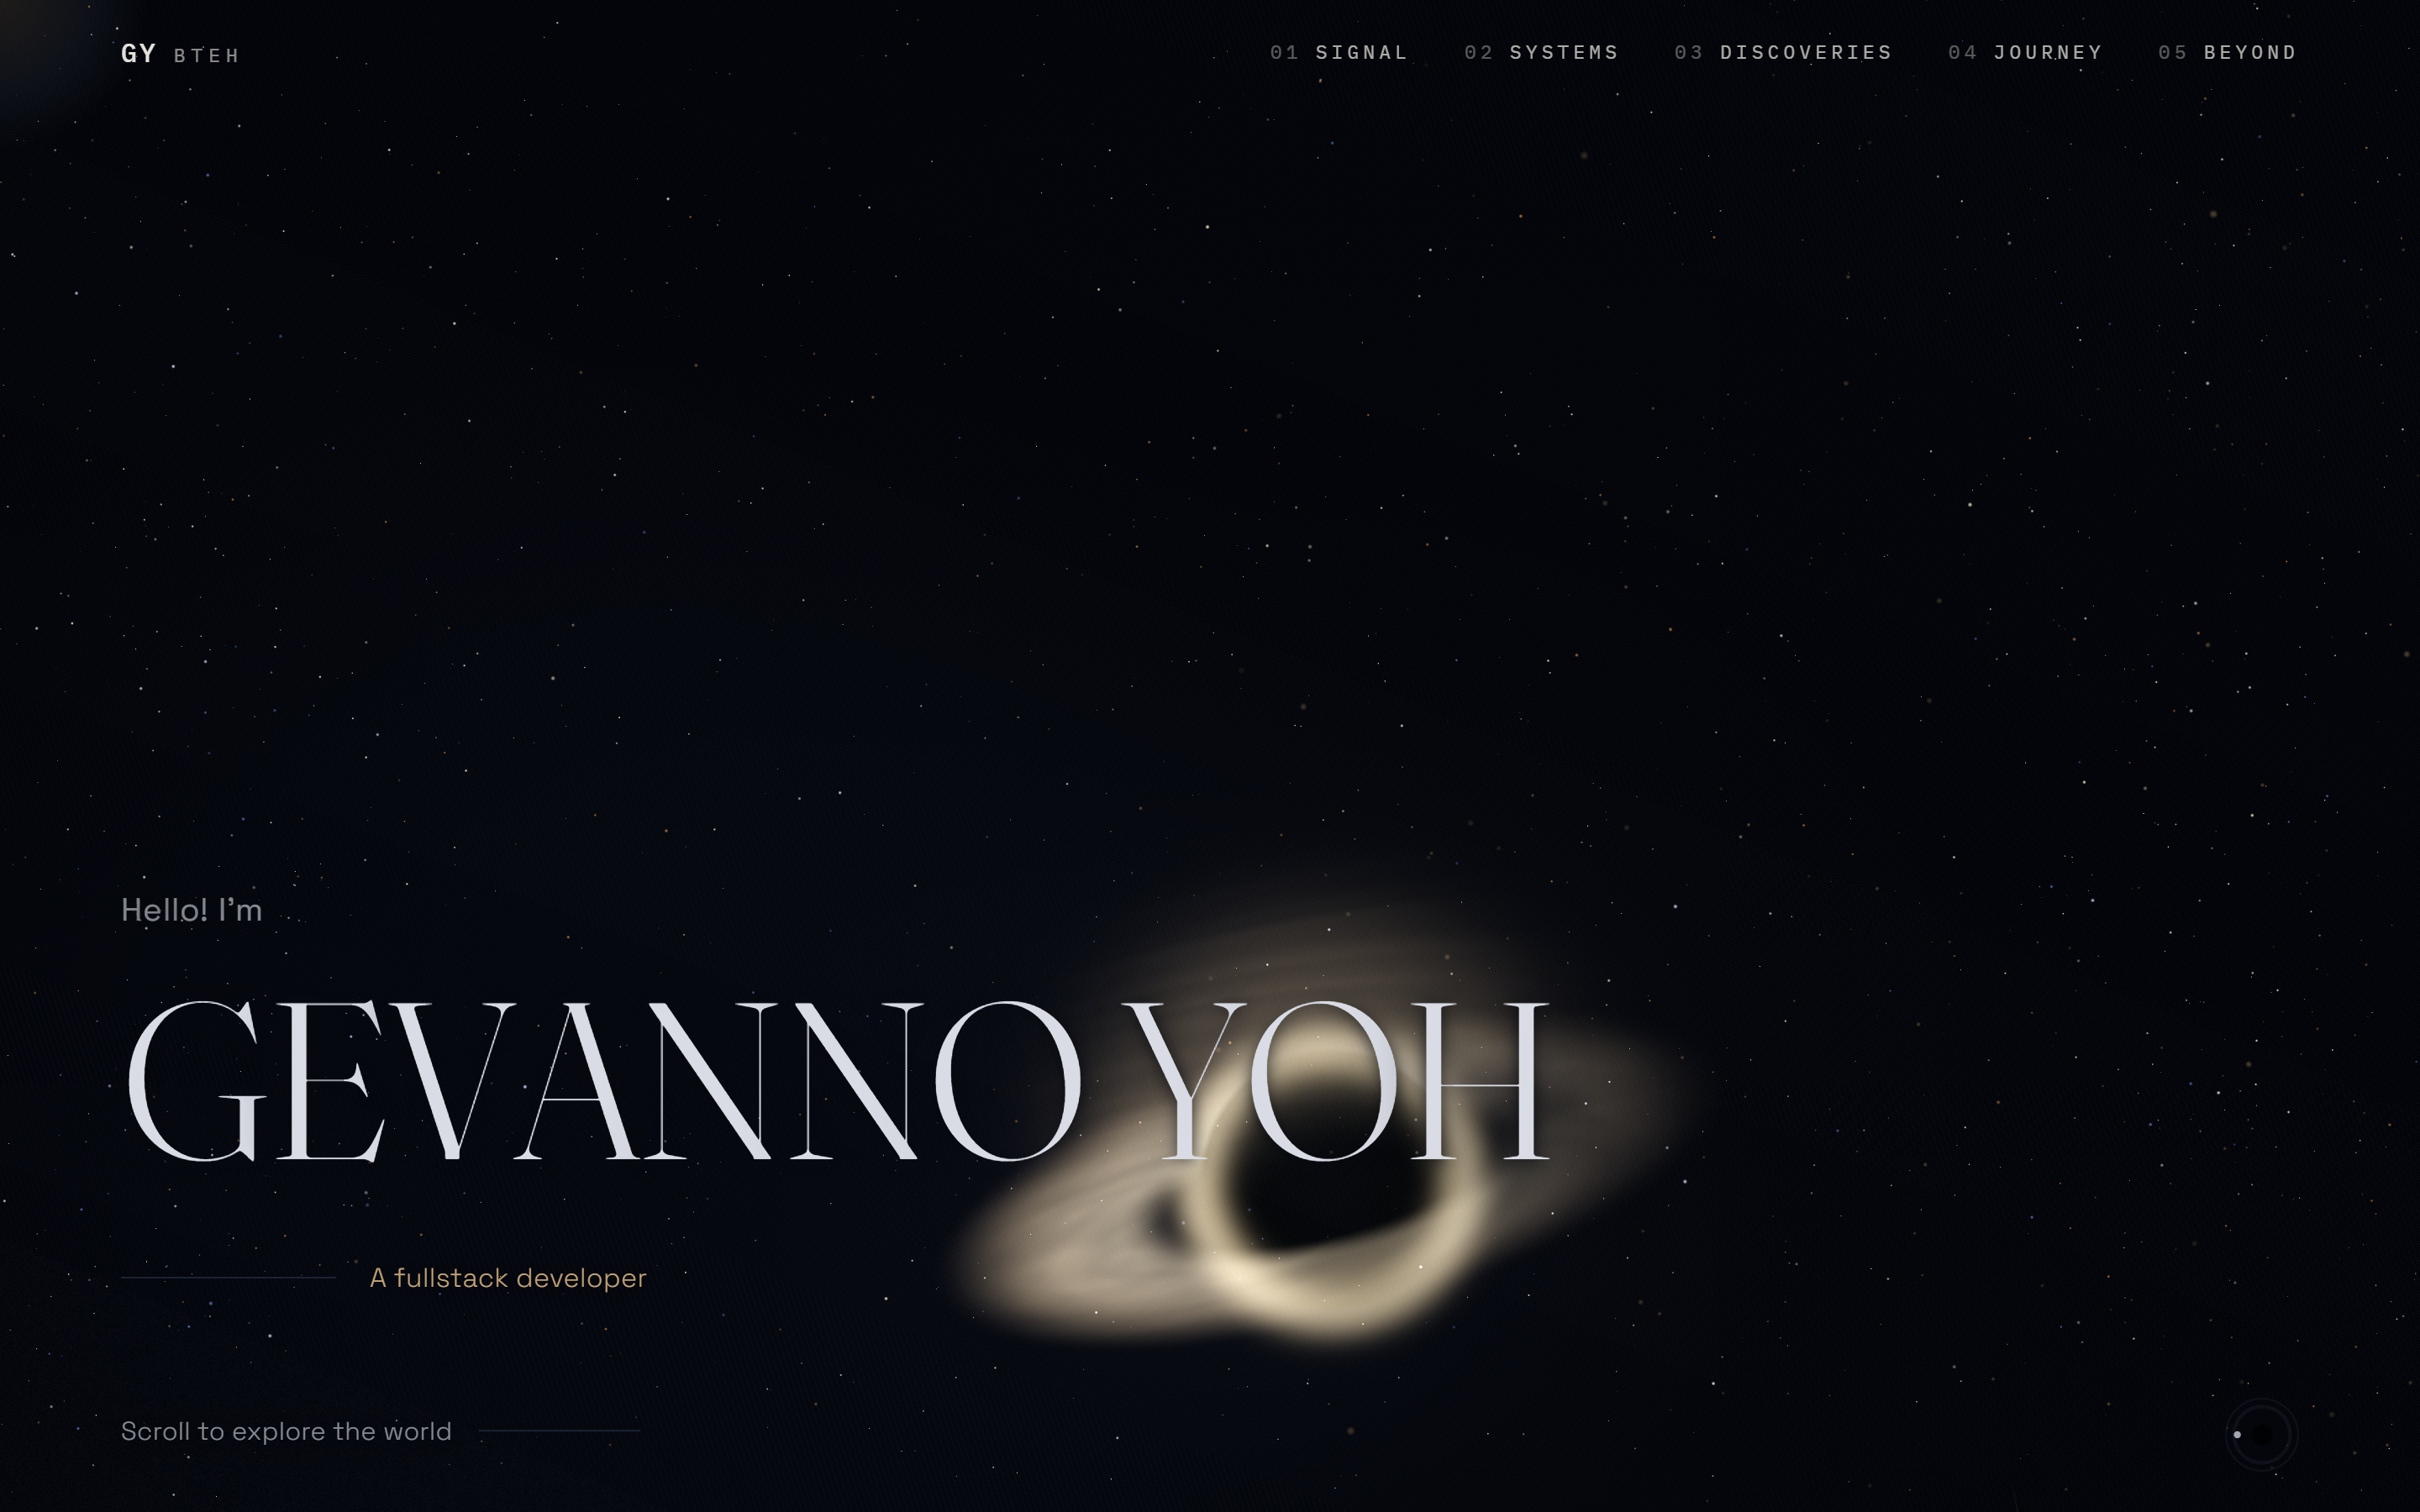 GY BTEH
01 SIGNAL 02 SYSTEMS 03 DISCOVERIES 04 JOURNEY 05 BEYOND
Hello! I’m
GEVANNO YOH
A fullstack developer
Scroll to explore the world